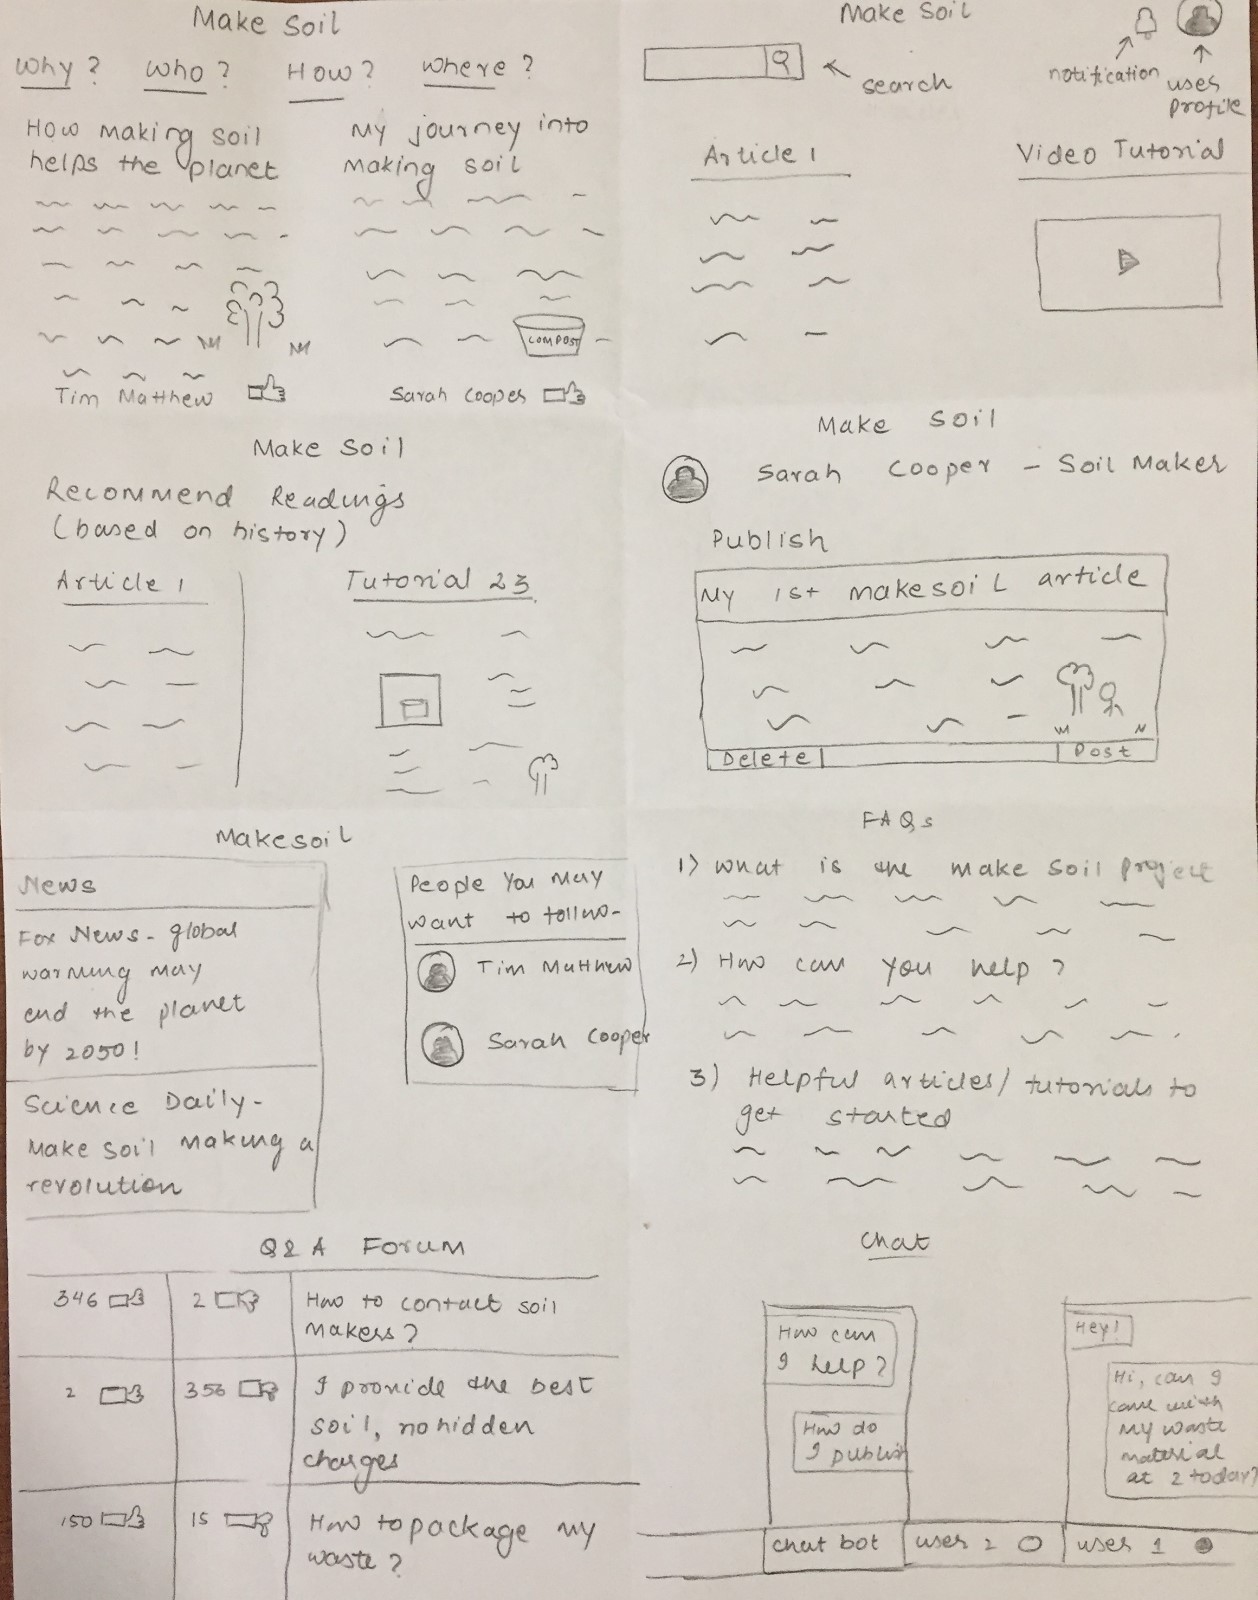 Make Soil
Why? Who? How? Where?
How making soil
helps the planet
My journey into
Making soil
COMPOST
Tim Matthew
Sarah Cooper
Make Soil
search
notification
user
profile
Article 1
Video Tutorial
Make Soil
Recommend Readings
(based on history)
Article 1
Tutorial 23
Make Soil
Sarah Cooper - Soil Maker
Publish
My 1st makesoil article
Delete
Post
Makesoil
News
Fox News - global
warming may
end the planet
by 2050!
Science Daily-
Make Soil Making a
revolution
People You May
want to follow-
Tim Matthew
Sarah Cooper
FAQs
1) What is the make soil project
2) How can you help?
3) Helpful articles/tutorials to
get started
Q&A Forum
346
2
How to contact soil
makers?
2
356
I provide the best
soil, no hidden
charges
150
15
How to package my
waste?
Chat
How can
I help?
How do
I publish
Hey!
Hi, can I
come with
my waste
material
at 2 today?
chat bot
user 2
user 1